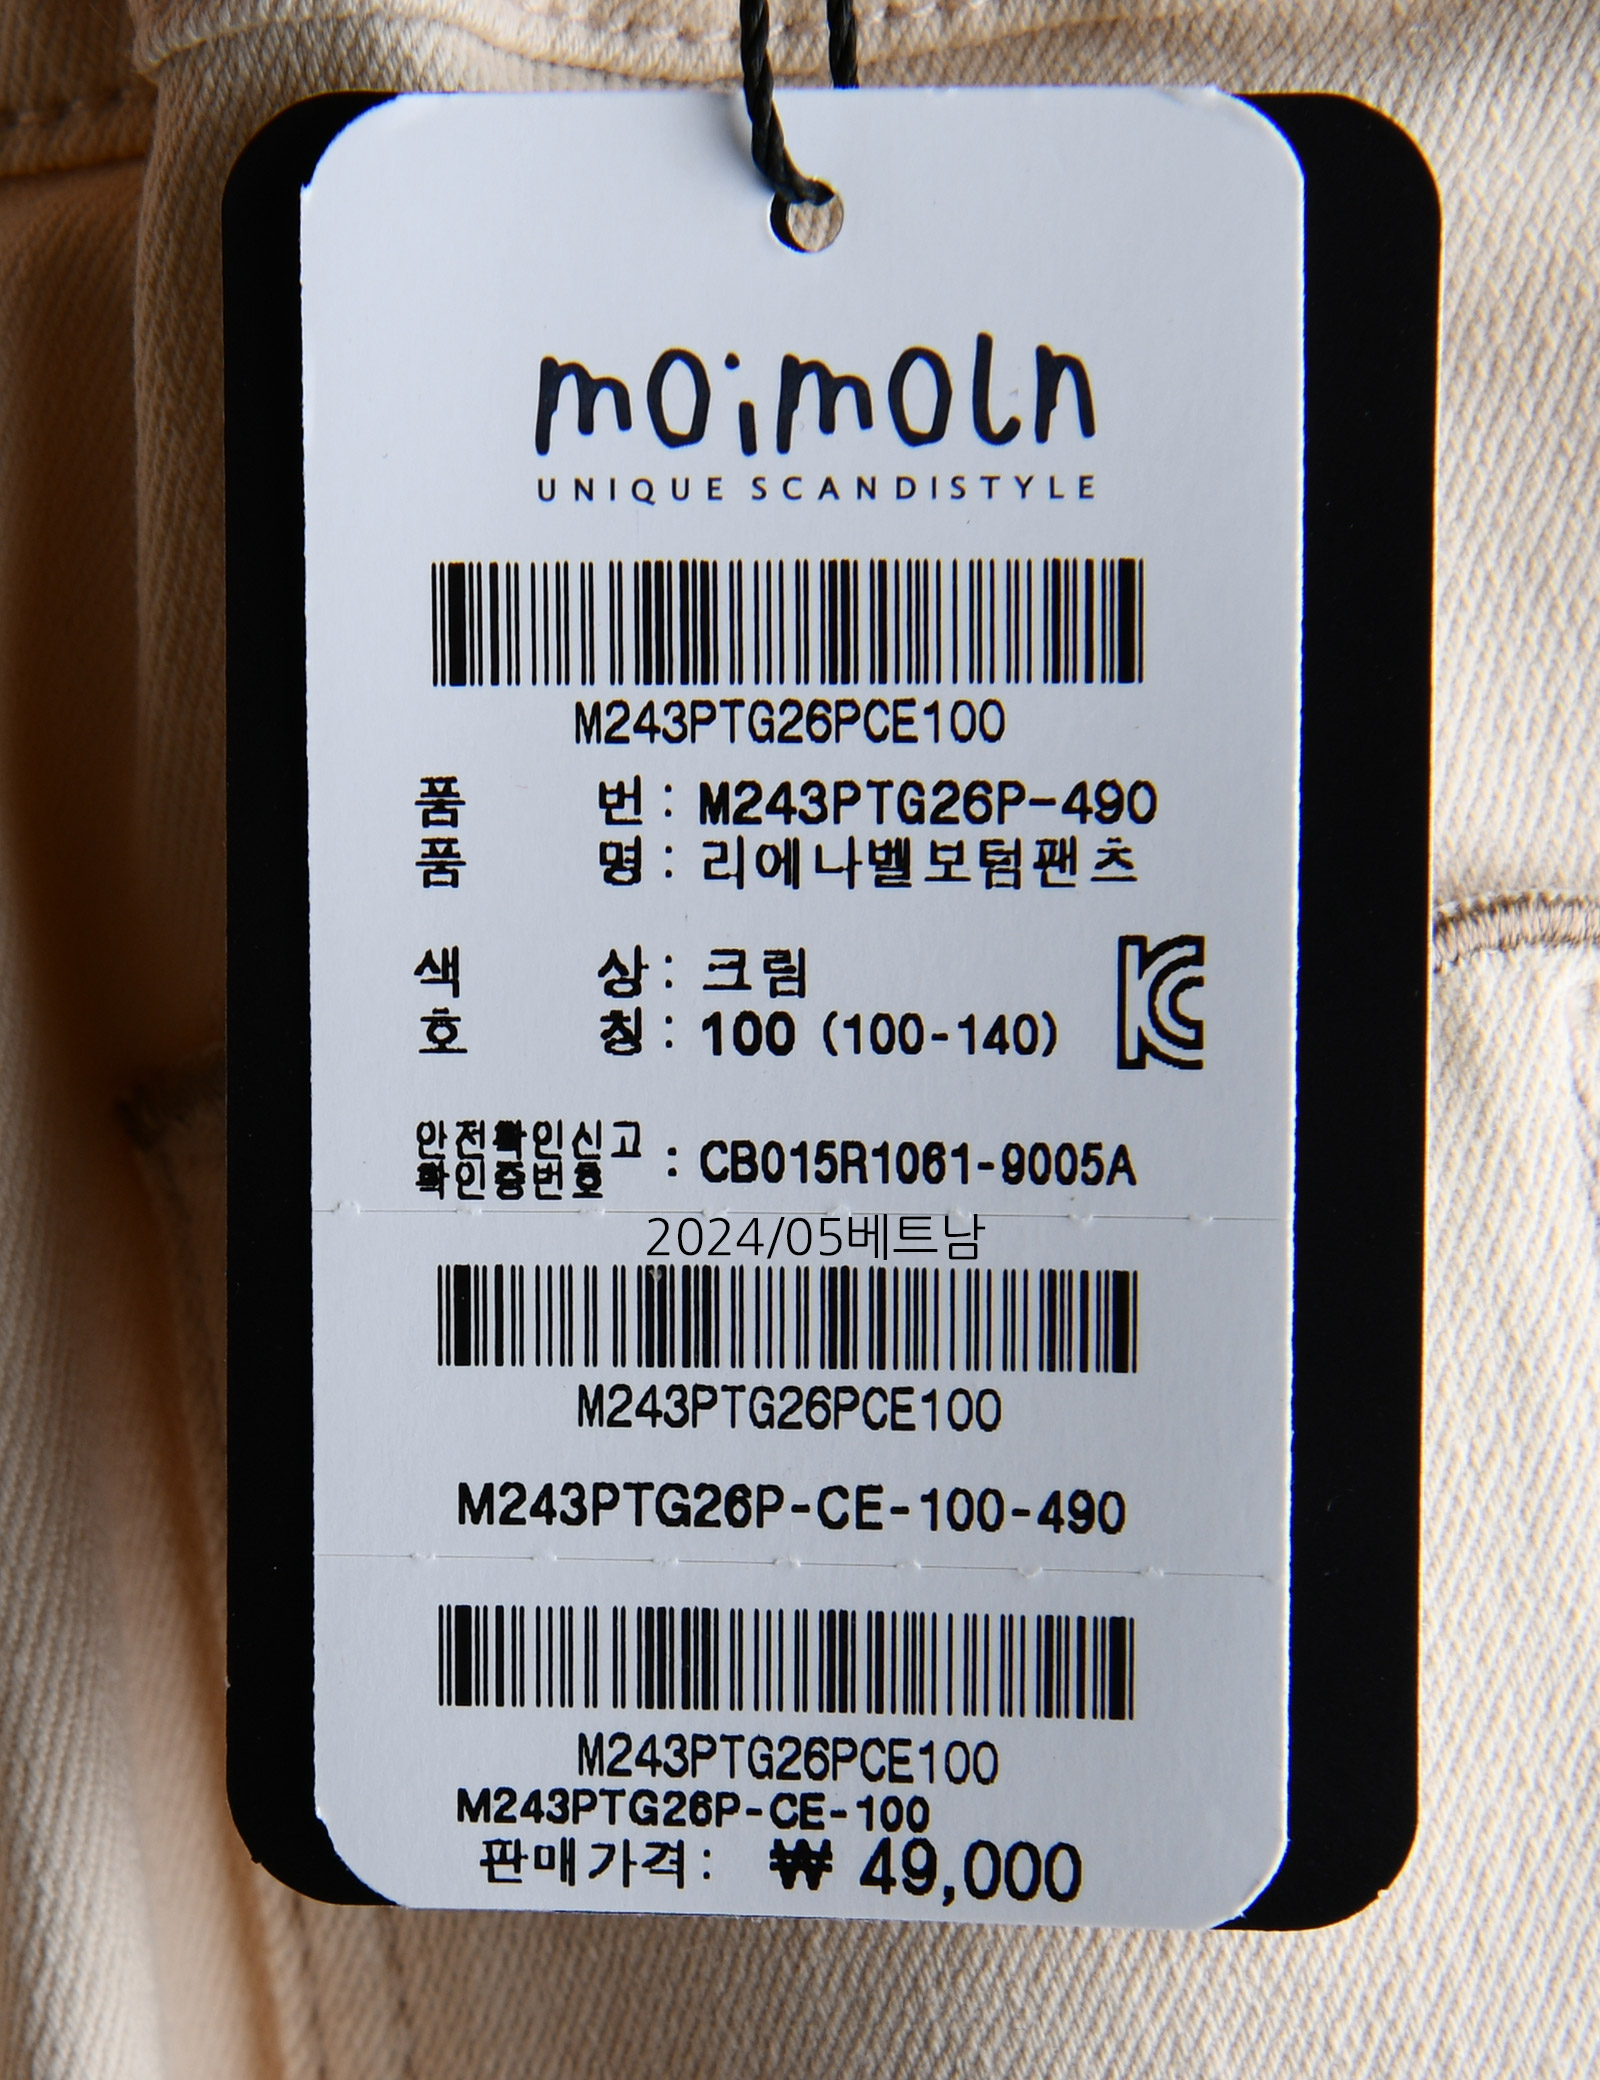 moimoln
UNIQUE SCANDISTYLE
M243PTG26PCE100
품 번 : M243PTG26P-490
품 명 : 리에나벨보텀팬츠
색 상 : 크림
호 칭 : 100 (100-140)
안전확인신고
확인증번호 : CB015R1061-9005A
2024/05베트남
M243PTG26PCE100
M243PTG26P-CE-100-490
M243PTG26PCE100
M243PTG26P-CE-100
판매가격: ₩ 49,000